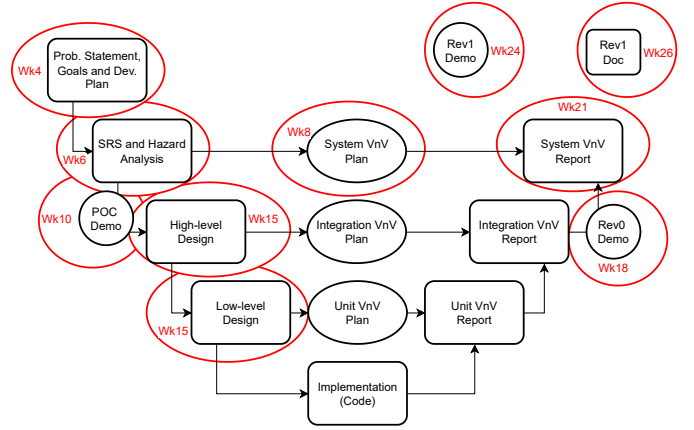 Wk4
Prob. Statement,
Goals and Dev.
Plan
Rev1
Demo
Wk24
Rev1
Doc
Wk26
Wk6
SRS and Hazard
Analysis
Wk8
System VnV
Plan
Wk21
System VnV
Report
Wk10
POC
Demo
High-level
Design
Wk15
Integration VnV
Plan
Integration VnV
Report
Rev0
Demo
Wk18
Wk15
Low-level
Design
Unit VnV
Plan
Unit VnV
Report
Implementation
(Code)